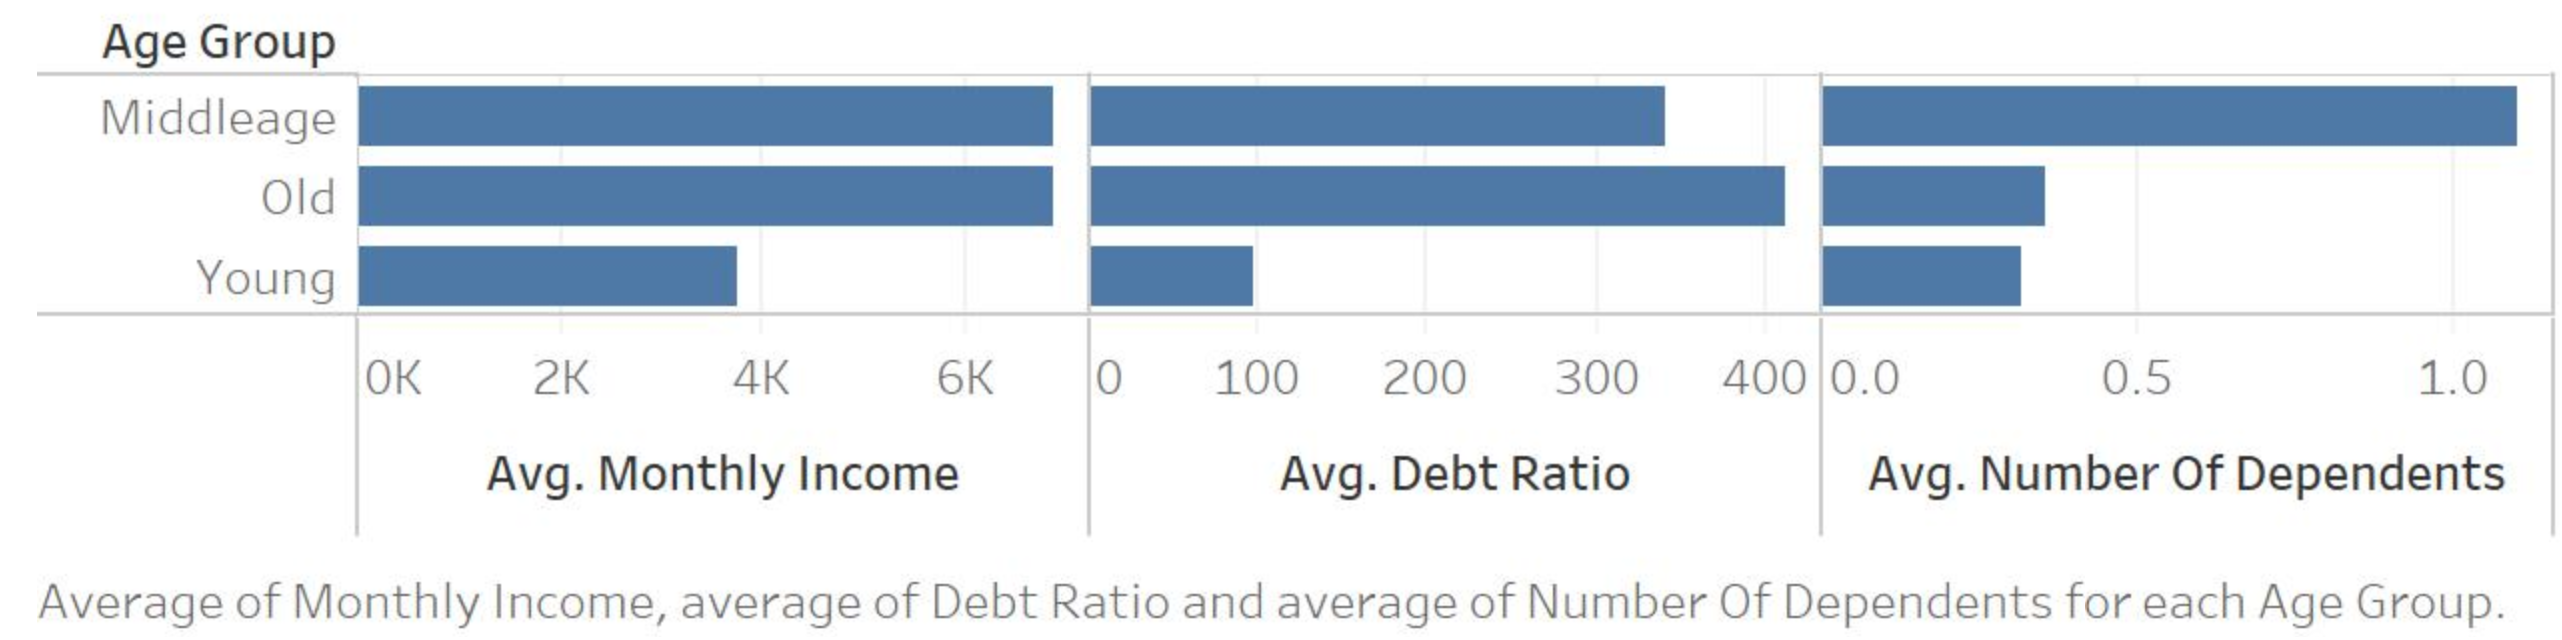 Age Group
Middleage
Old
Young
0K 2K 4K 6K 0 100 200 300 400 0.0 0.5 1.0
Avg. Monthly Income Avg. Debt Ratio Avg. Number Of Dependents
Average of Monthly Income, average of Debt Ratio and average of Number Of Dependents for each Age Group.